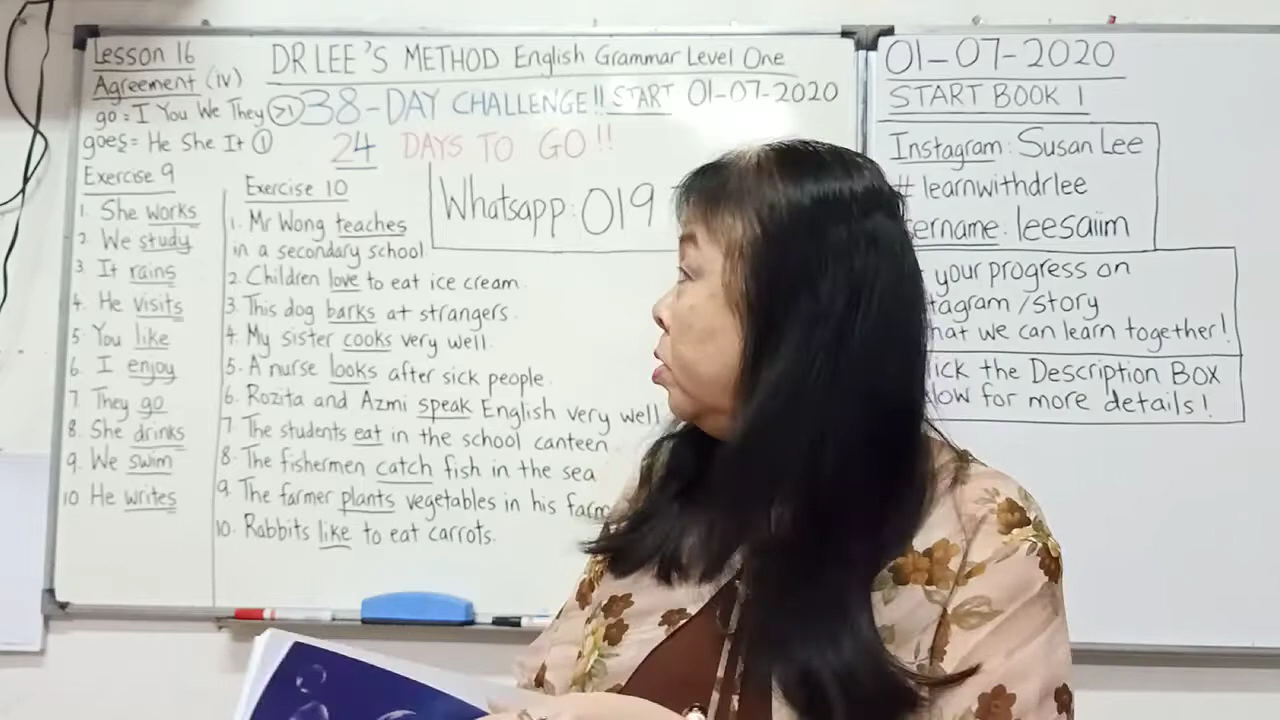 Lesson 16
Agreement (iv)
go = I You We They >1
goes = He She It 1
DR LEE'S METHOD English Grammar Level One
38-DAY CHALLENGE!! START 01-07-2020
24 DAYS TO GO!!
Whatsapp: 019
Exercise 9
1. She works
2. We study
3. It rains
4. He visits
5. You like
6. I enjoy
7. They go
8. She drinks
9. We swim
10 He writes
Exercise 10
1. Mr Wong teaches
in a secondary school
2. Children love to eat ice cream.
3. This dog barks at strangers.
4. My sister cooks very well.
5. A nurse looks after sick people.
6. Rozita and Azmi speak English very well
7 The students eat in the school canteen
8. The fishermen catch fish in the sea
9. The farmer plants vegetables in his farm
10. Rabbits like to eat carrots.
01-07-2020
START BOOK 1
Instagram: Susan Lee
# learnwithdrlee
ername: leesaiim
your progress on
tagram / story
hat we can learn together!
ick the Description Box
low for more details!